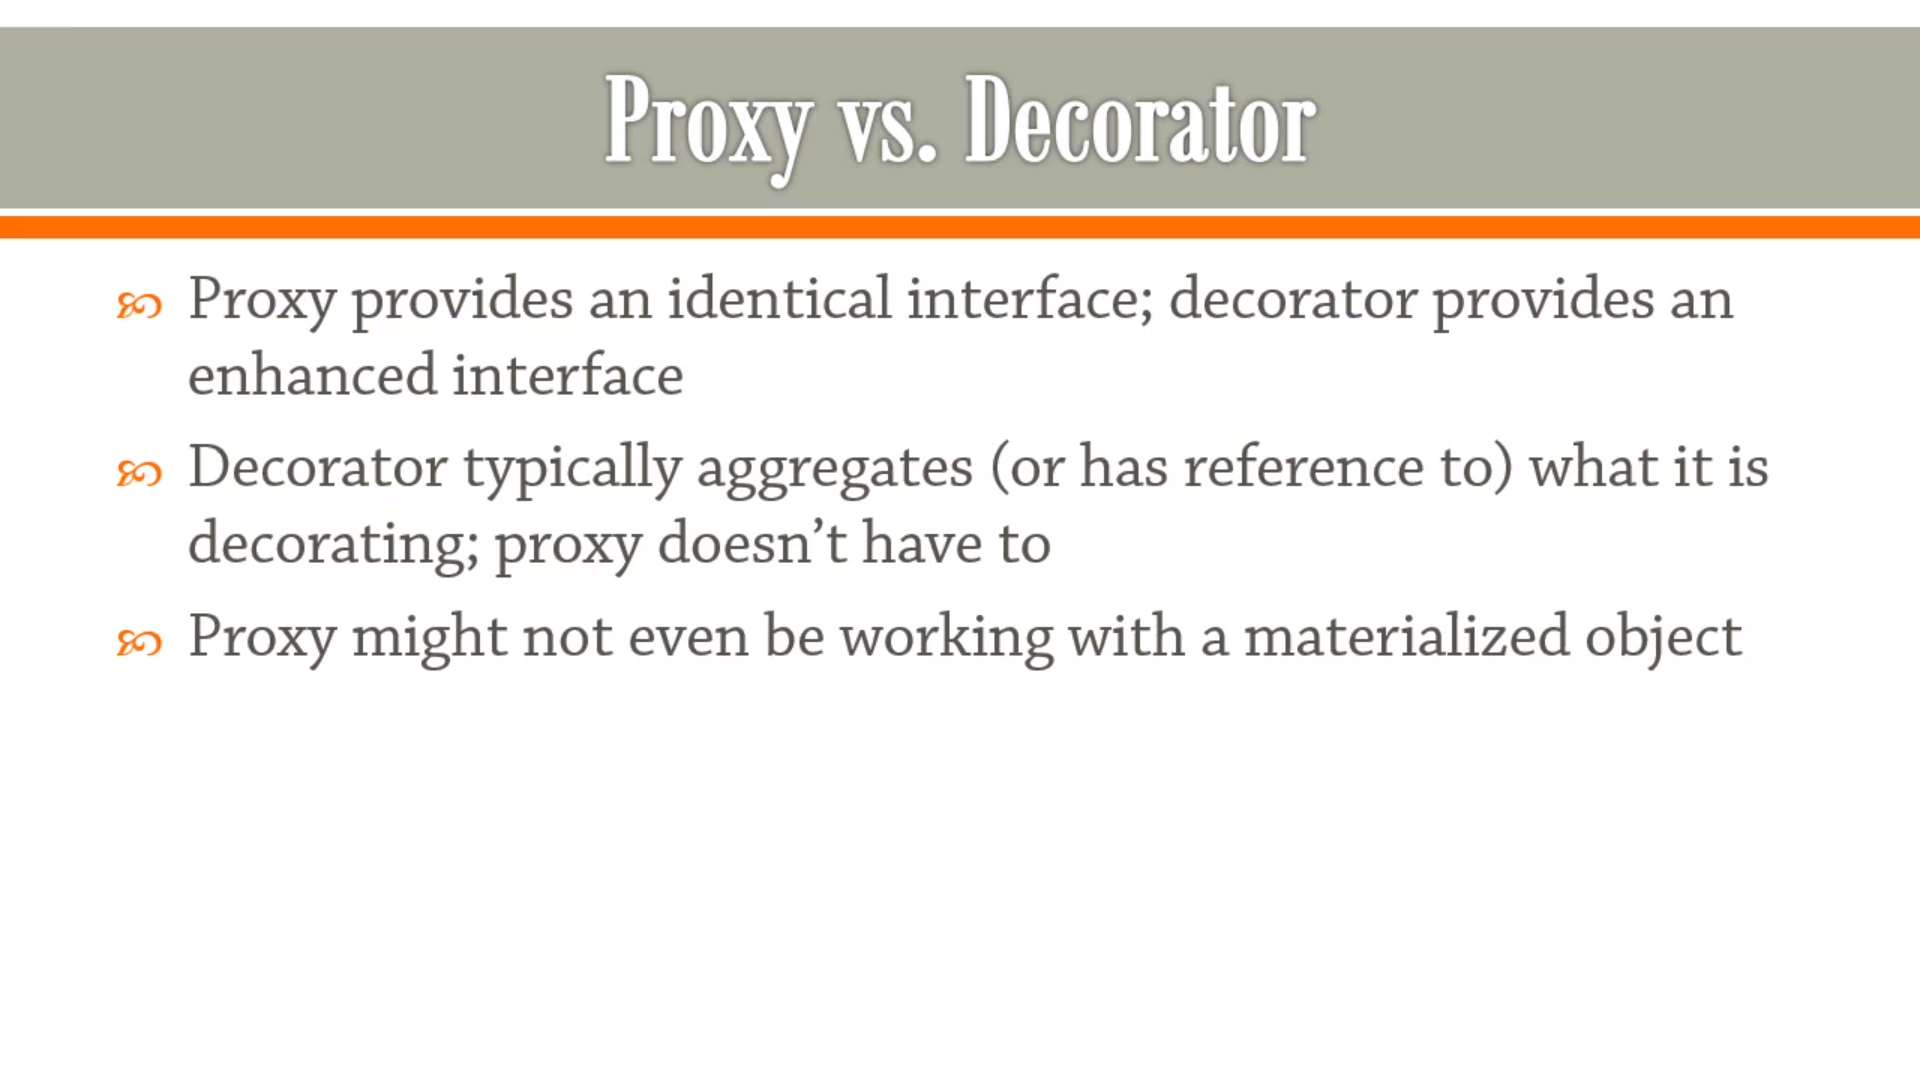 Proxy vs. Decorator
Proxy provides an identical interface; decorator provides an
enhanced interface
Decorator typically aggregates (or has reference to) what it is
decorating; proxy doesn’t have to
Proxy might not even be working with a materialized object